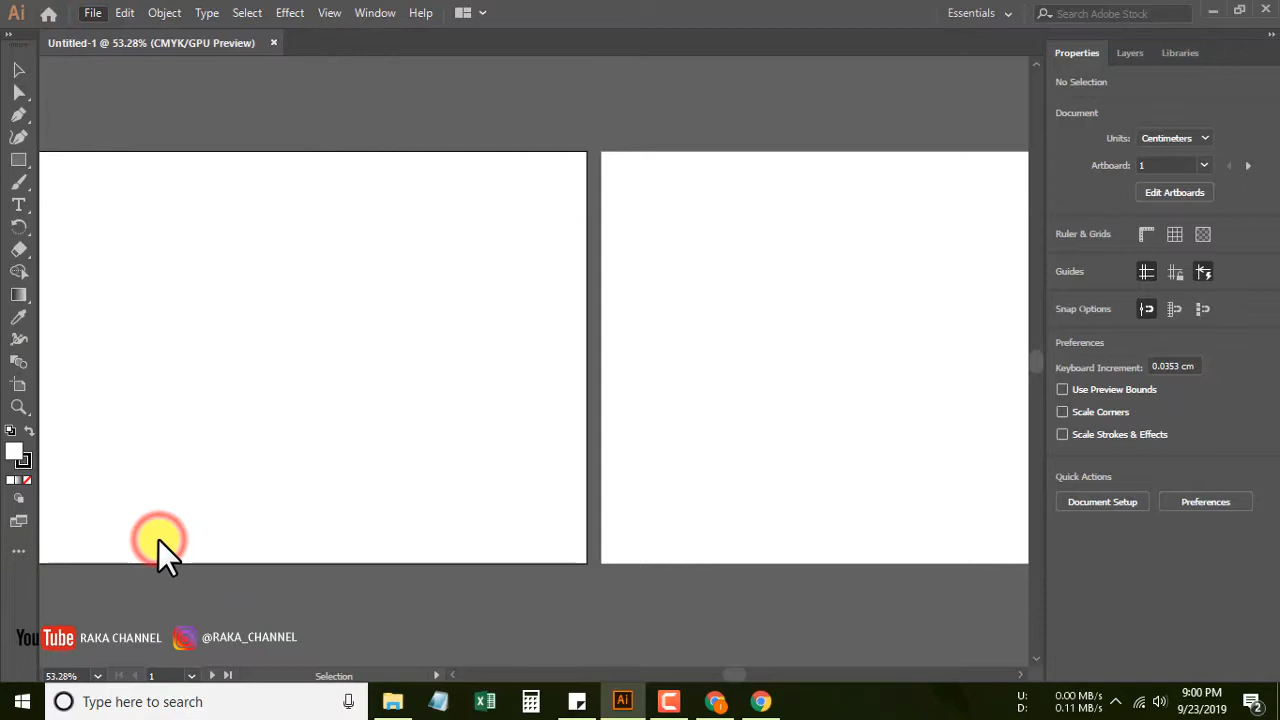 Ai File Edit Object Type Select Effect View Window Help Essentials Search Adobe Stock
Untitled-1 @ 53.28% (CMYK/GPU Preview) ×
Properties Layers Libraries
No Selection
Document
Units: Centimeters
Artboard: 1
Edit Artboards
Ruler & Grids
Guides
Snap Options
Preferences
Keyboard Increment: 0.0353 cm
Use Preview Bounds
Scale Corners
Scale Strokes & Effects
Quick Actions
Document Setup Preferences
YouTube RAKA CHANNEL @RAKA_CHANNEL
53.28% 1 Selection
Type here to search
Ai
U: 0.00 MB/s
D: 0.11 MB/s
9:00 PM
9/23/2019
2